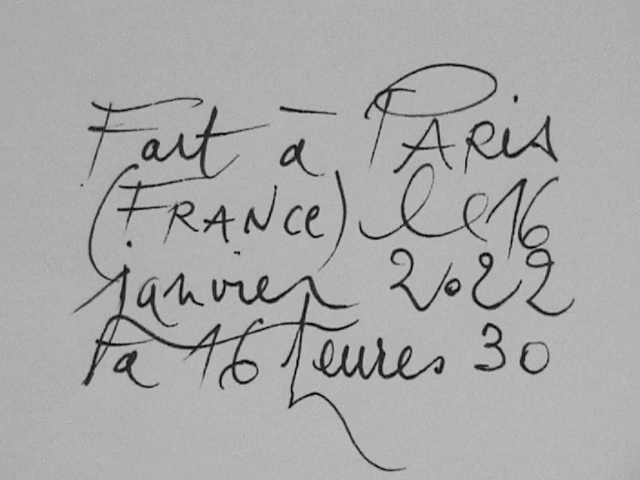 Fait à PARIS
(FRANCE) le 16
janvier 2022
à 16 heures 30